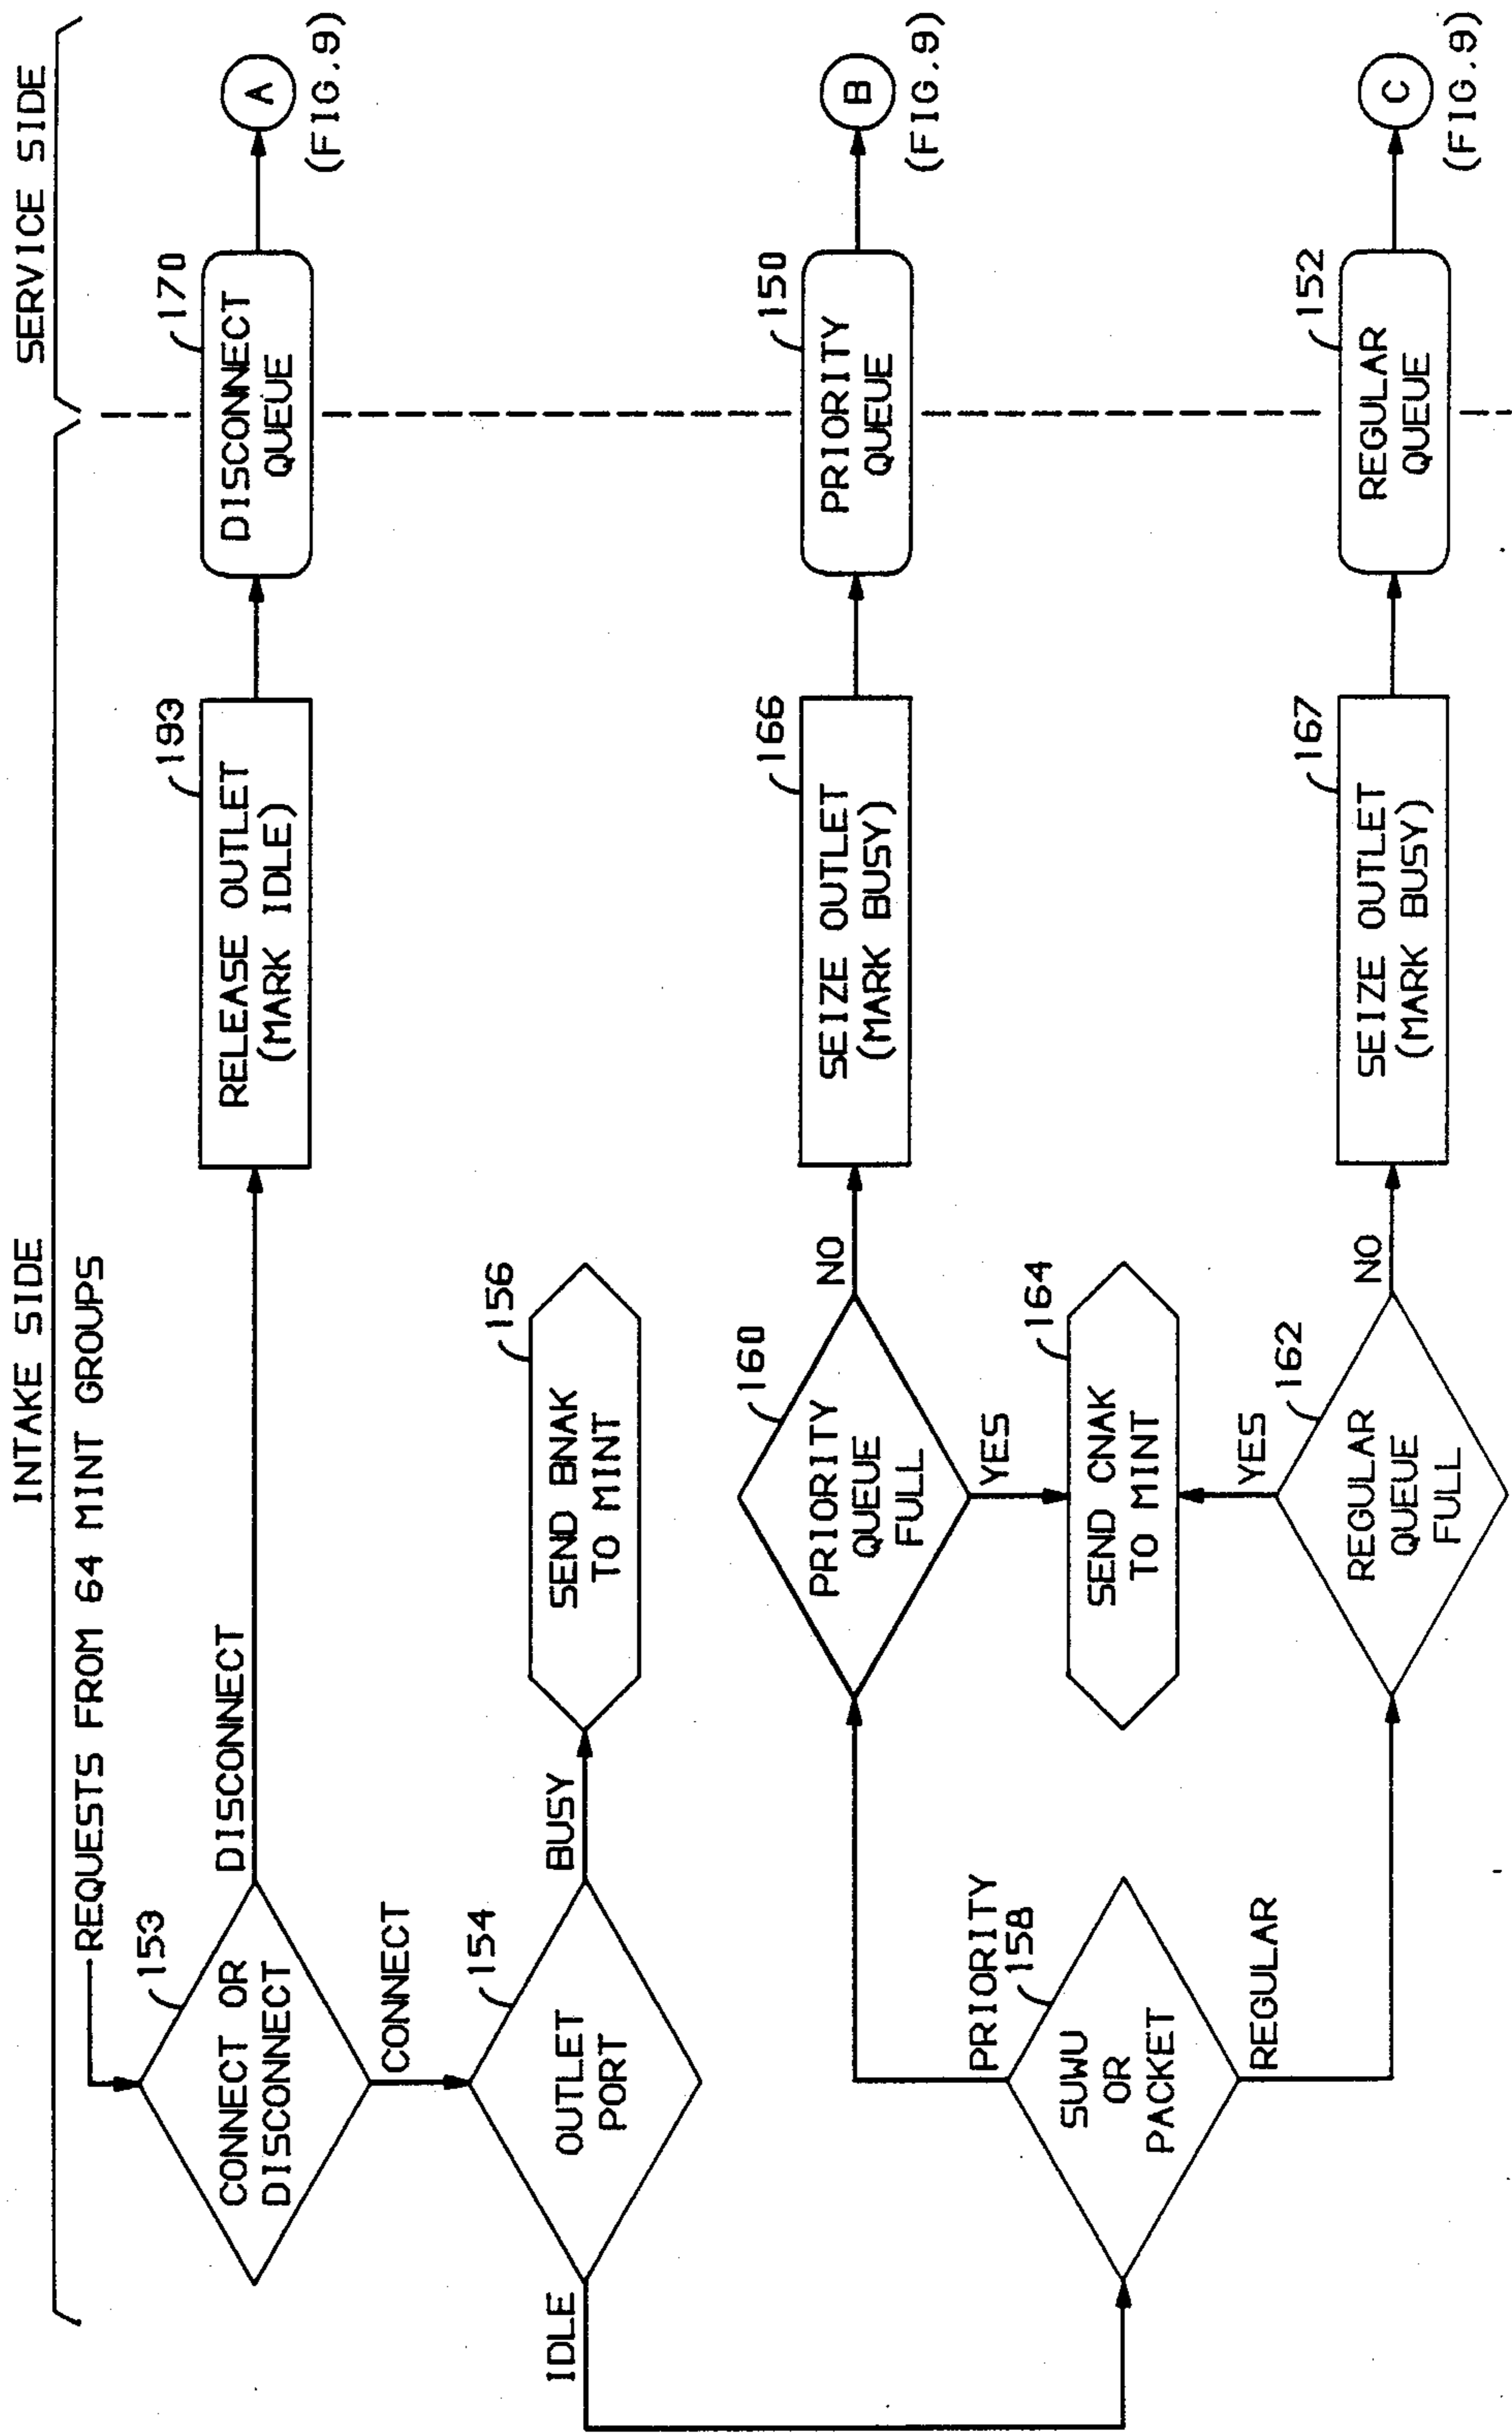 INTAKE SIDE
SERVICE SIDE
REQUESTS FROM 64 MINT GROUPS
153
CONNECT OR
DISCONNECT
DISCONNECT
193
RELEASE OUTLET
(MARK IDLE)
170
DISCONNECT
QUEUE
A
(FIG.9)
CONNECT
154
OUTLET
PORT
BUSY
156
SEND BNAK
TO MINT
IDLE
PRIORITY
158
SUWU
OR
PACKET
REGULAR
160
PRIORITY
QUEUE
FULL
NO
166
SEIZE OUTLET
(MARK BUSY)
150
PRIORITY
QUEUE
B
(FIG.9)
YES
164
SEND CNAK
TO MINT
YES
162
REGULAR
QUEUE
FULL
NO
167
SEIZE OUTLET
(MARK BUSY)
152
REGULAR
QUEUE
C
(FIG.9)